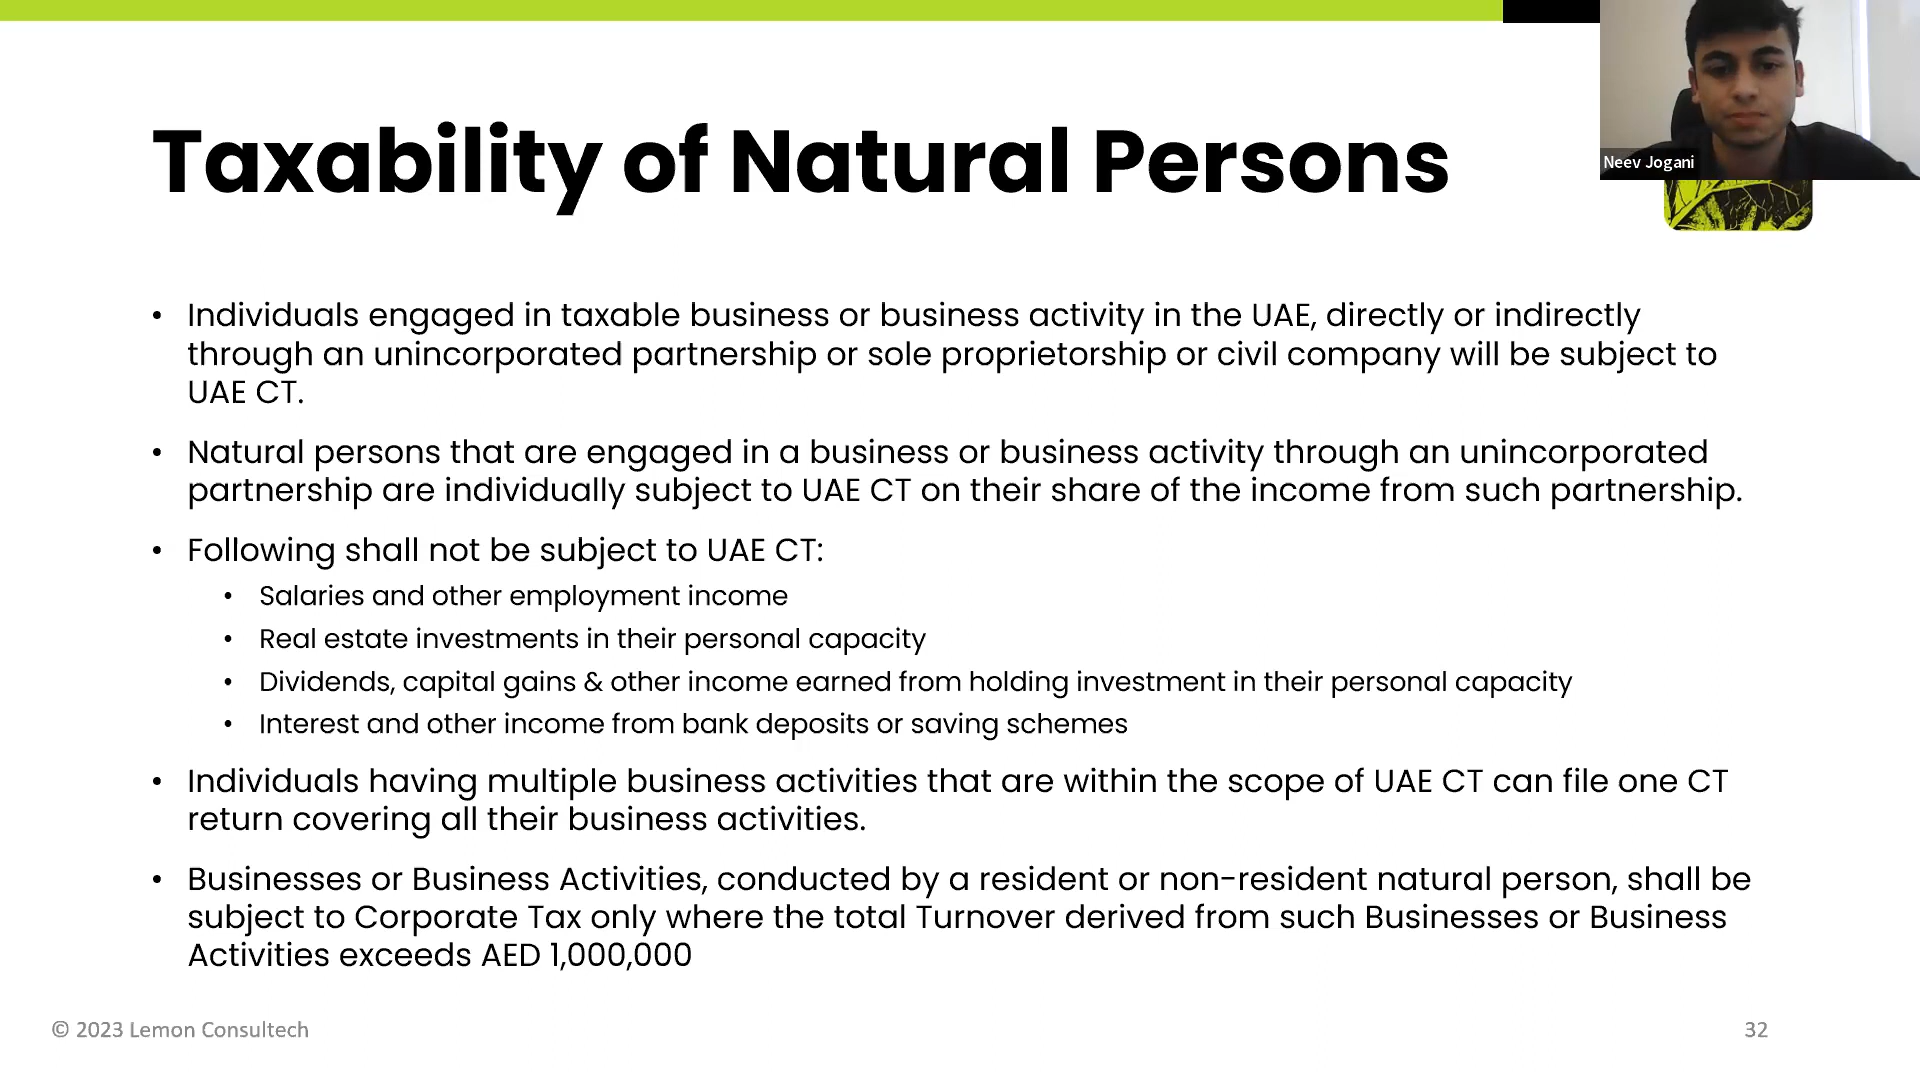 Taxability of Natural Persons
Neev Jogani
• Individuals engaged in taxable business or business activity in the UAE, directly or indirectly
through an unincorporated partnership or sole proprietorship or civil company will be subject to
UAE CT.
• Natural persons that are engaged in a business or business activity through an unincorporated
partnership are individually subject to UAE CT on their share of the income from such partnership.
• Following shall not be subject to UAE CT:
• Salaries and other employment income
• Real estate investments in their personal capacity
• Dividends, capital gains & other income earned from holding investment in their personal capacity
• Interest and other income from bank deposits or saving schemes
• Individuals having multiple business activities that are within the scope of UAE CT can file one CT
return covering all their business activities.
• Businesses or Business Activities, conducted by a resident or non-resident natural person, shall be
subject to Corporate Tax only where the total Turnover derived from such Businesses or Business
Activities exceeds AED 1,000,000
© 2023 Lemon Consultech
32